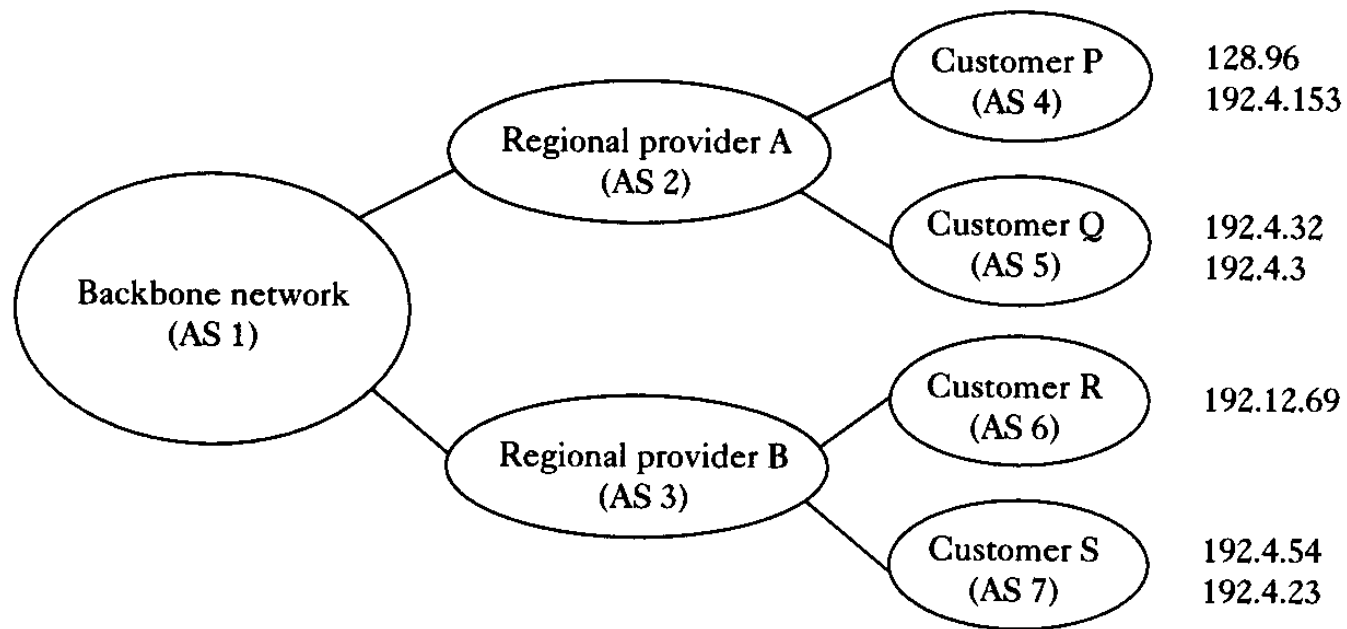 Customer P
(AS 4)
128.96
192.4.153
Regional provider A
(AS 2)
Customer Q
(AS 5)
192.4.32
192.4.3
Backbone network
(AS 1)
Customer R
(AS 6)
192.12.69
Regional provider B
(AS 3)
Customer S
(AS 7)
192.4.54
192.4.23